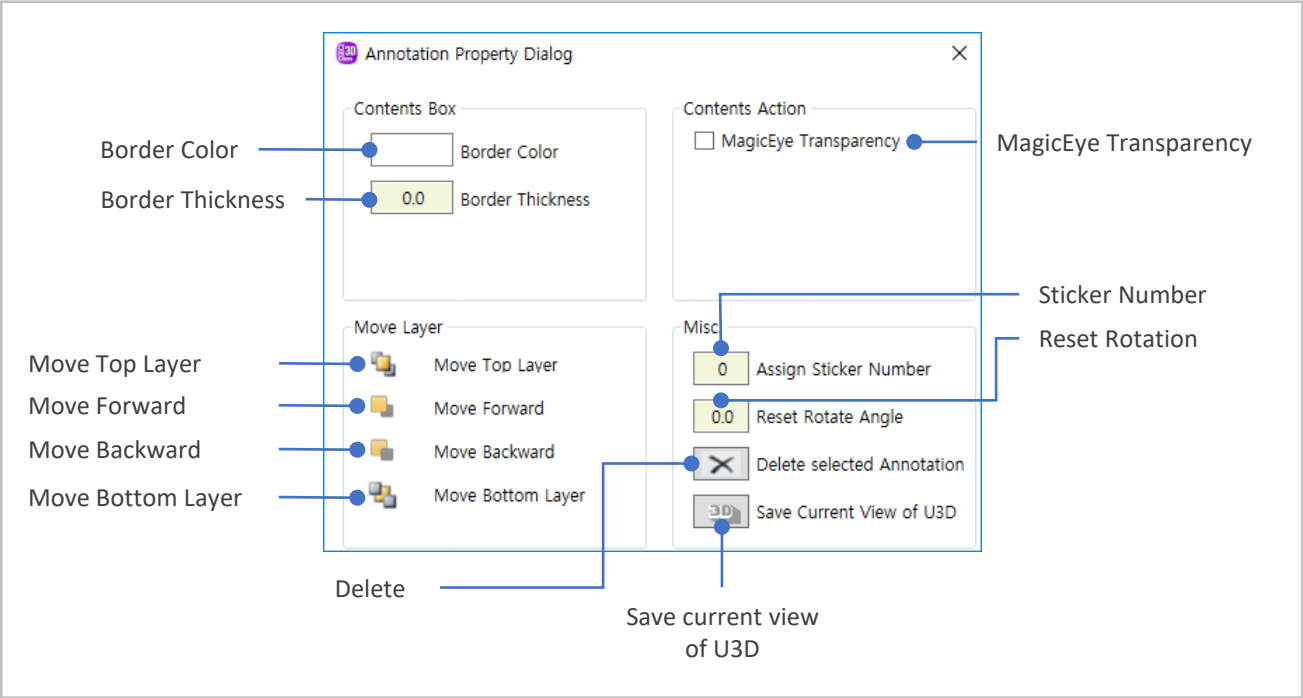 Annotation Property Dialog
Contents Box
Contents Action
Border Color
Border Color
MagicEye Transparency
MagicEye Transparency
Border Thickness
0.0
Border Thickness
Sticker Number
Reset Rotation
Move Layer
Misc.
Move Top Layer
Move Top Layer
0
Assign Sticker Number
Move Forward
Move Forward
0.0
Reset Rotate Angle
Move Backward
Move Backward
Delete selected Annotation
Move Bottom Layer
Move Bottom Layer
3D
Save Current View of U3D
Delete
Save current view
of U3D